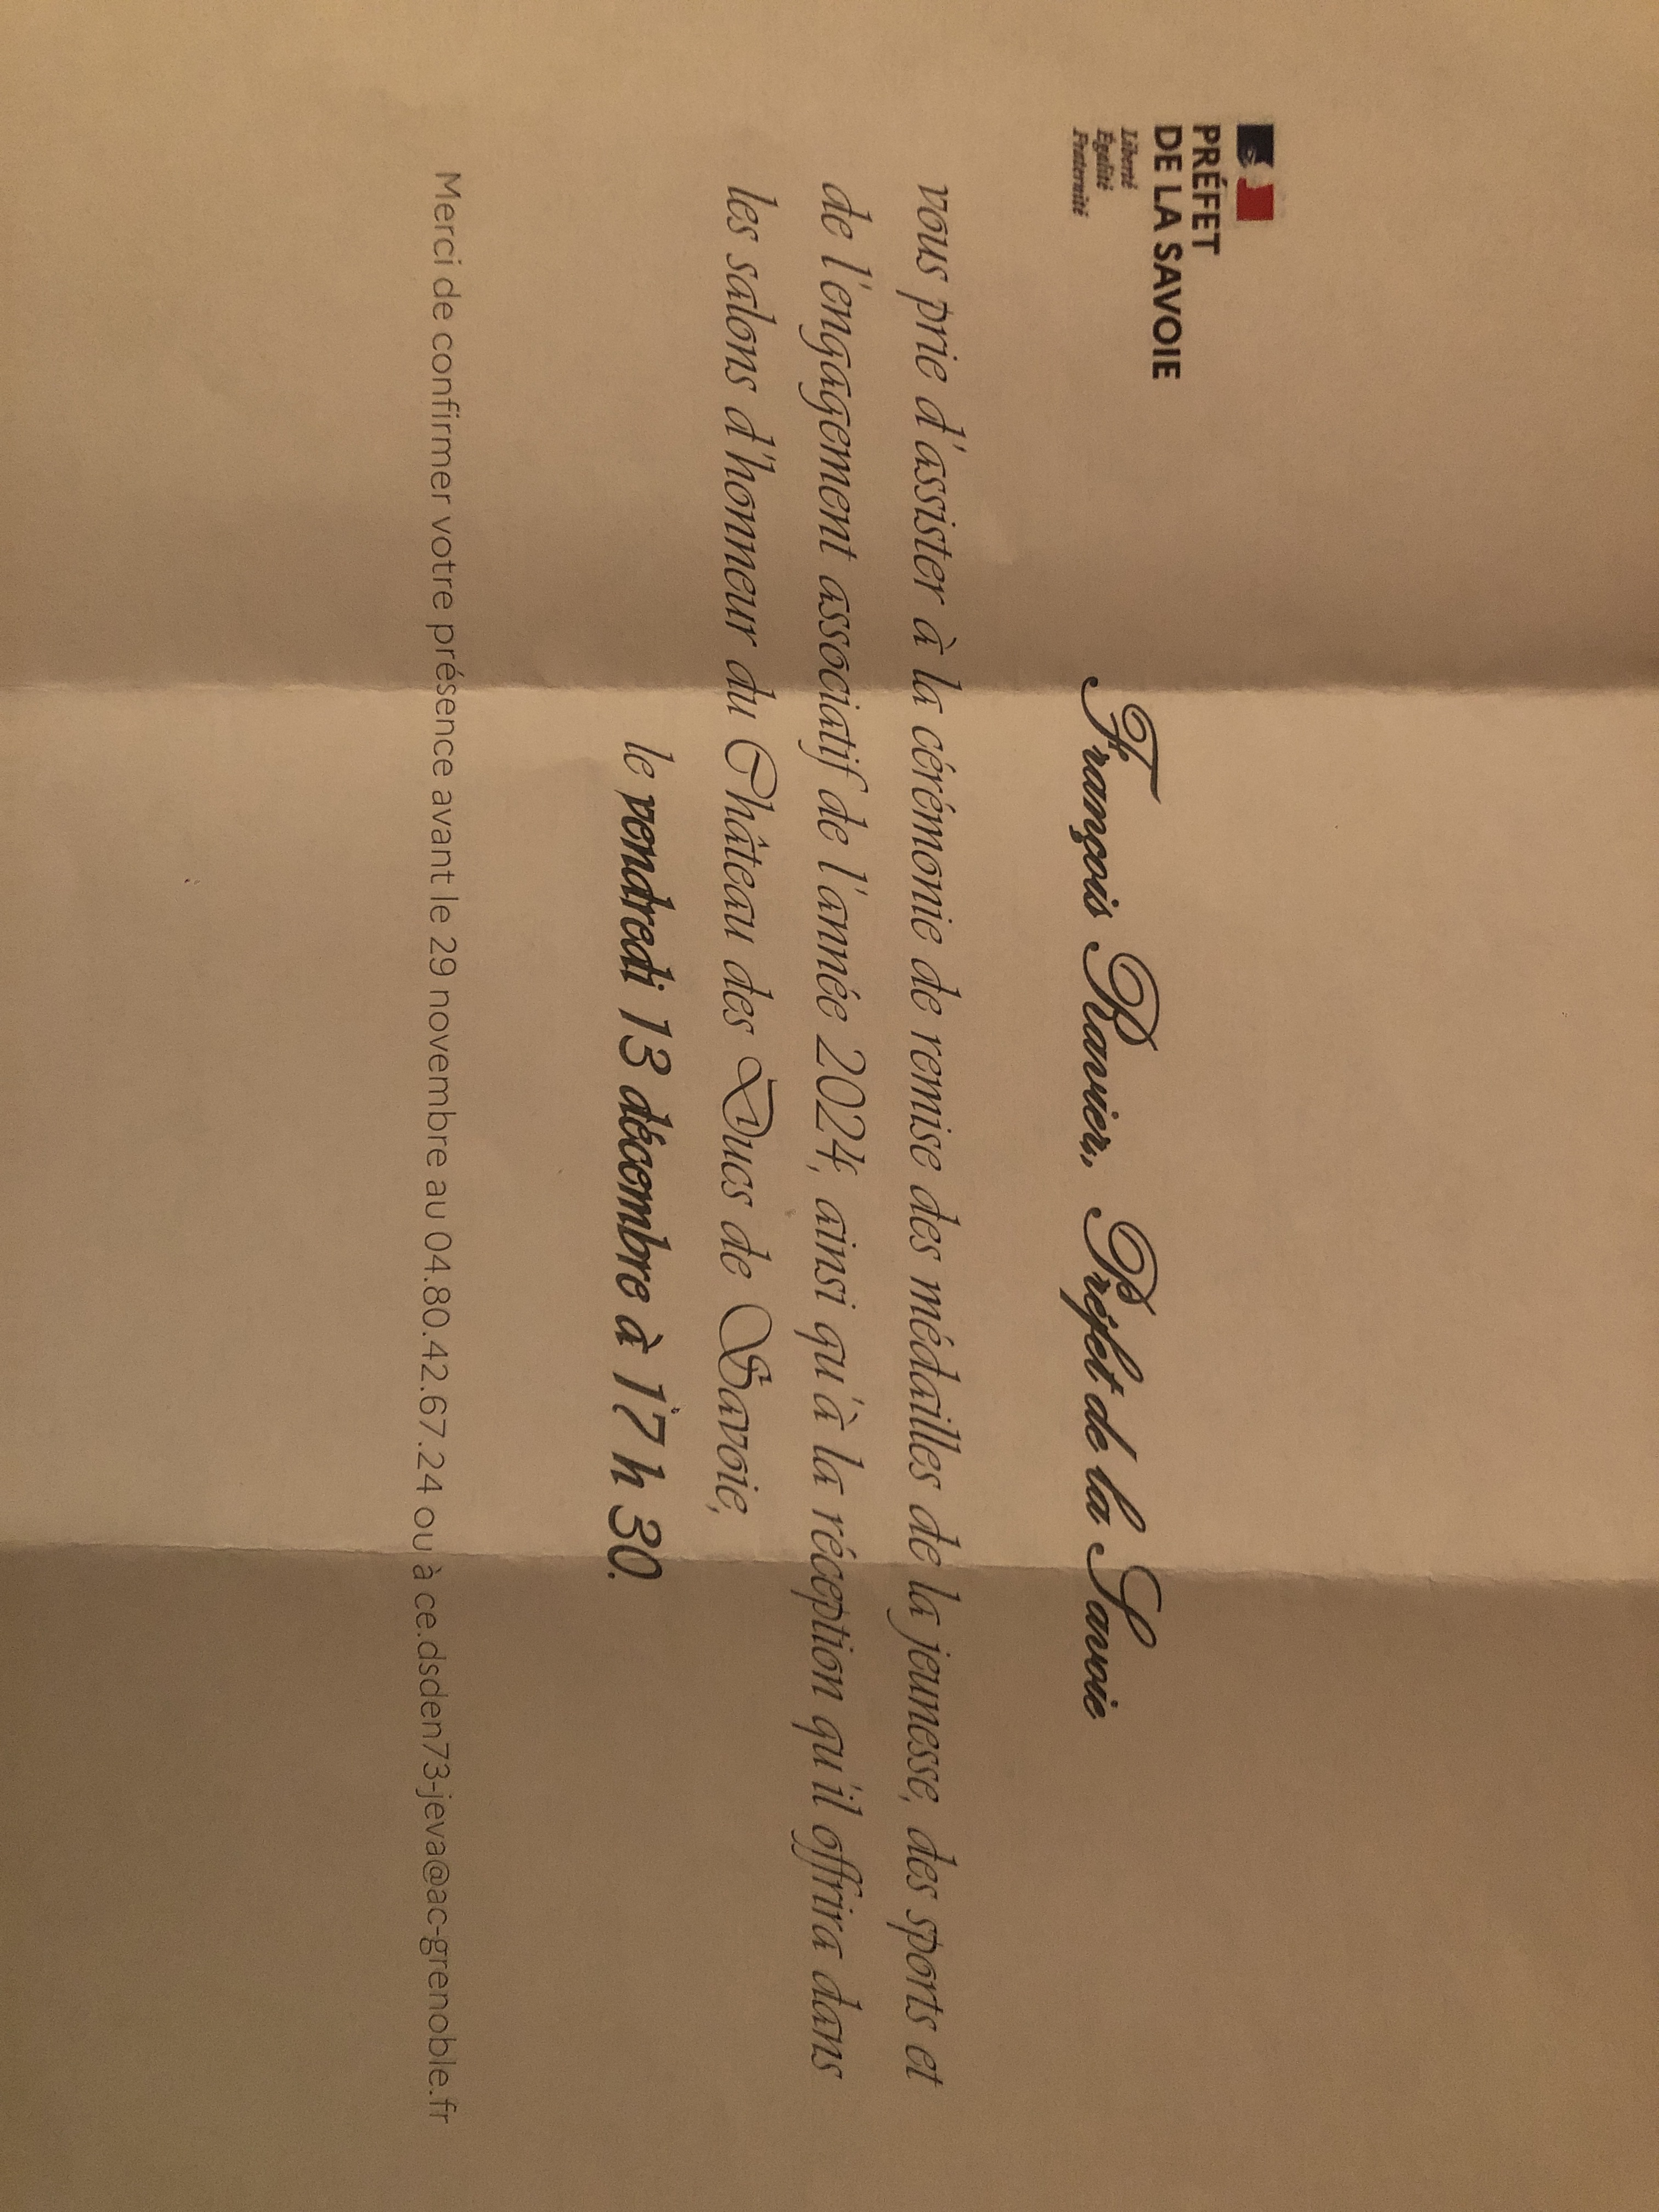 PRÉFET
DE LA SAVOIE
Liberté
Égalité
Fraternité
François Ravier, Préfet de la Savoie
vous prie d'assister à la cérémonie de remise des médailles de la jeunesse, des sports et
de l'engagement associatif de l'année 2024, ainsi qu'à la réception qu'il offrira dans
les salons d'honneur du Château des Ducs de Savoie,
le vendredi 13 décembre à 17 h 30.
Merci de confirmer votre présence avant le 29 novembre au 04.80.42.67.24 ou à ce.dsden73-jeva@ac-grenoble.fr